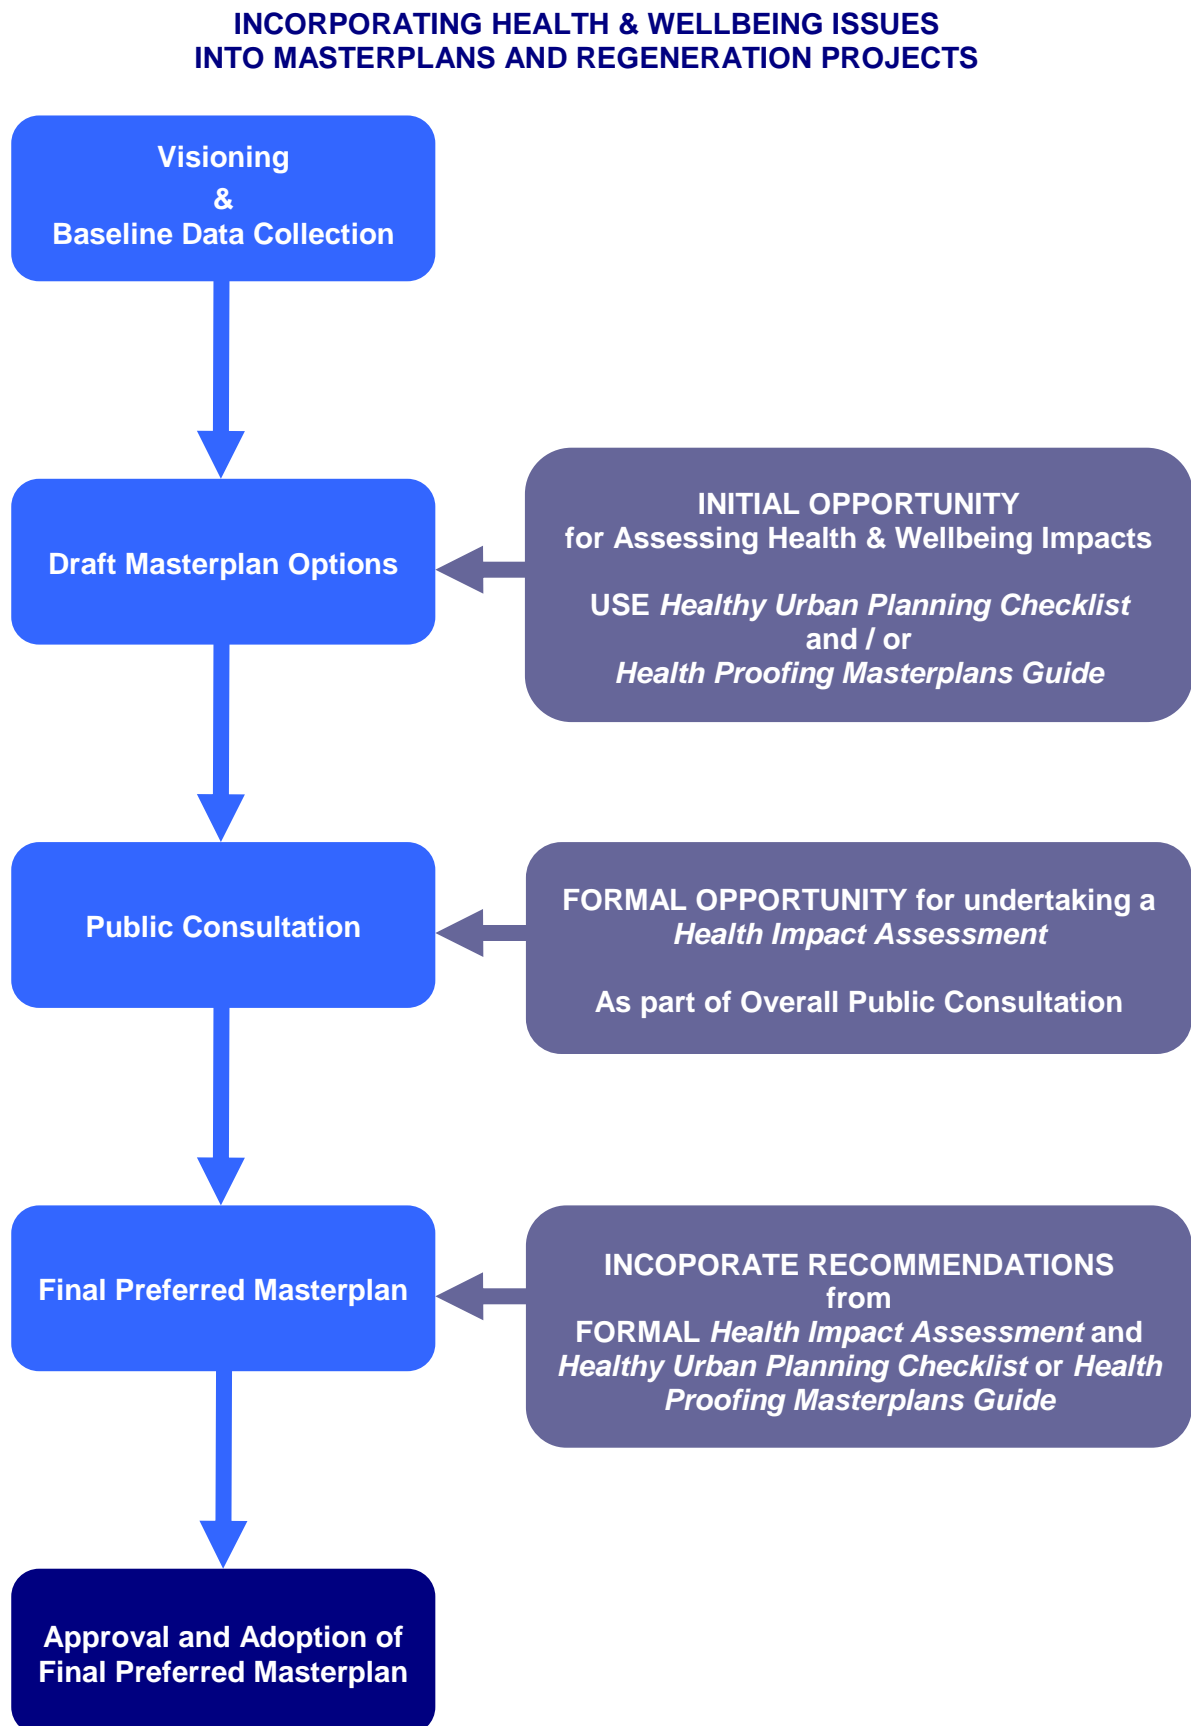 INCORPORATING HEALTH & WELLBEING ISSUES
INTO MASTERPLANS AND REGENERATION PROJECTS
Visioning
&
Baseline Data Collection
Draft Masterplan Options
INITIAL OPPORTUNITY
for Assessing Health & Wellbeing Impacts
USE Healthy Urban Planning Checklist
and / or
Health Proofing Masterplans Guide
Public Consultation
FORMAL OPPORTUNITY for undertaking a
Health Impact Assessment
As part of Overall Public Consultation
Final Preferred Masterplan
INCOPORATE RECOMMENDATIONS
from
FORMAL Health Impact Assessment and
Healthy Urban Planning Checklist or Health
Proofing Masterplans Guide
Approval and Adoption of
Final Preferred Masterplan